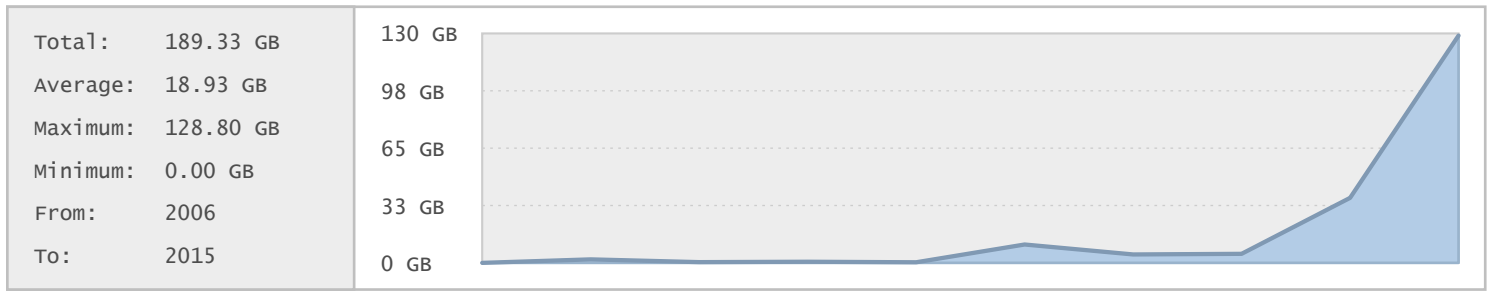 Total: 189.33 GB
Average: 18.93 GB
Maximum: 128.80 GB
Minimum: 0.00 GB
From: 2006
To: 2015
130 GB
98 GB
65 GB
33 GB
0 GB